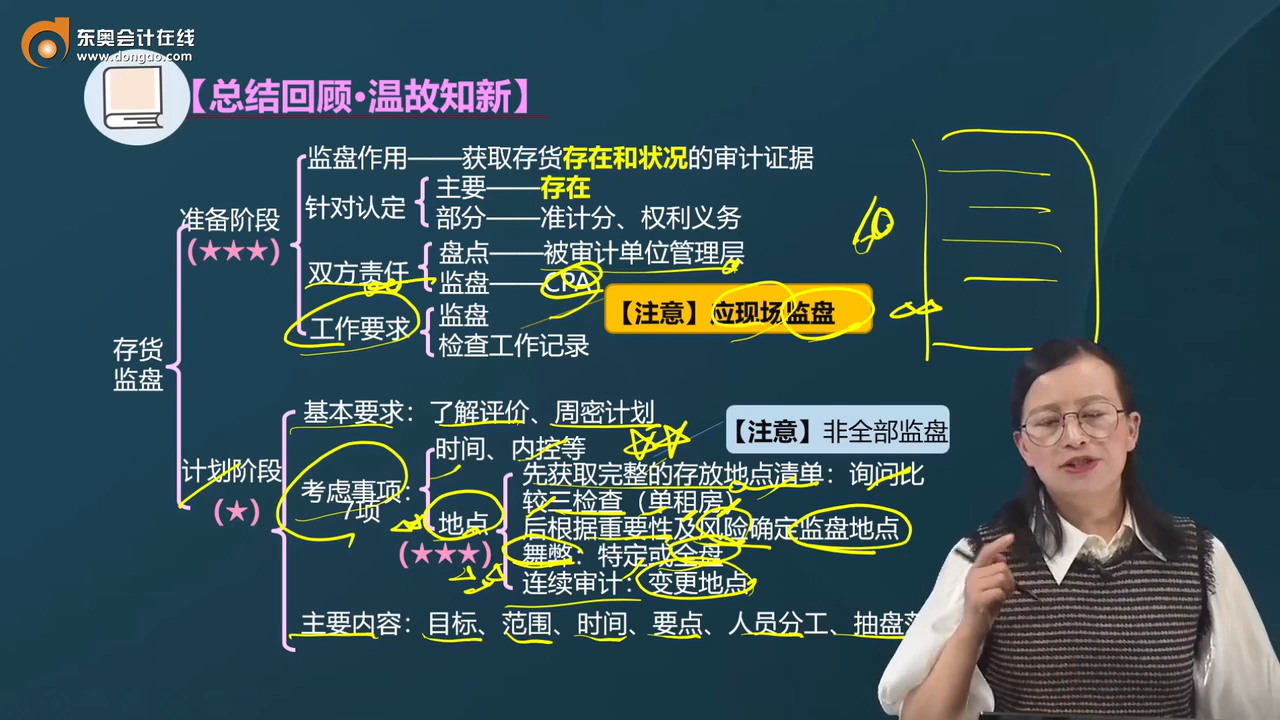 东奥会计在线
www.dongao.com
【总结回顾•温故知新】
监盘作用——获取存货存在和状况的审计证据
针对认定
主要——存在
部分——准计分、权利义务
准备阶段
(★★★)
双方责任
盘点——被审计单位管理层
监盘——CPA
【注意】应现场监盘
工作要求
监盘
检查工作记录
存货
监盘
基本要求：了解评价、周密计划
【注意】非全部监盘
计划阶段
(★)
考虑事项：
7项
时间、内控等
地点
(★★★)
先获取完整的存放地点清单：询问比
较三检查（单租房）
后根据重要性及风险确定监盘地点
舞弊：特定或全盘
连续审计：变更地点
主要内容：目标、范围、时间、要点、人员分工、抽盘